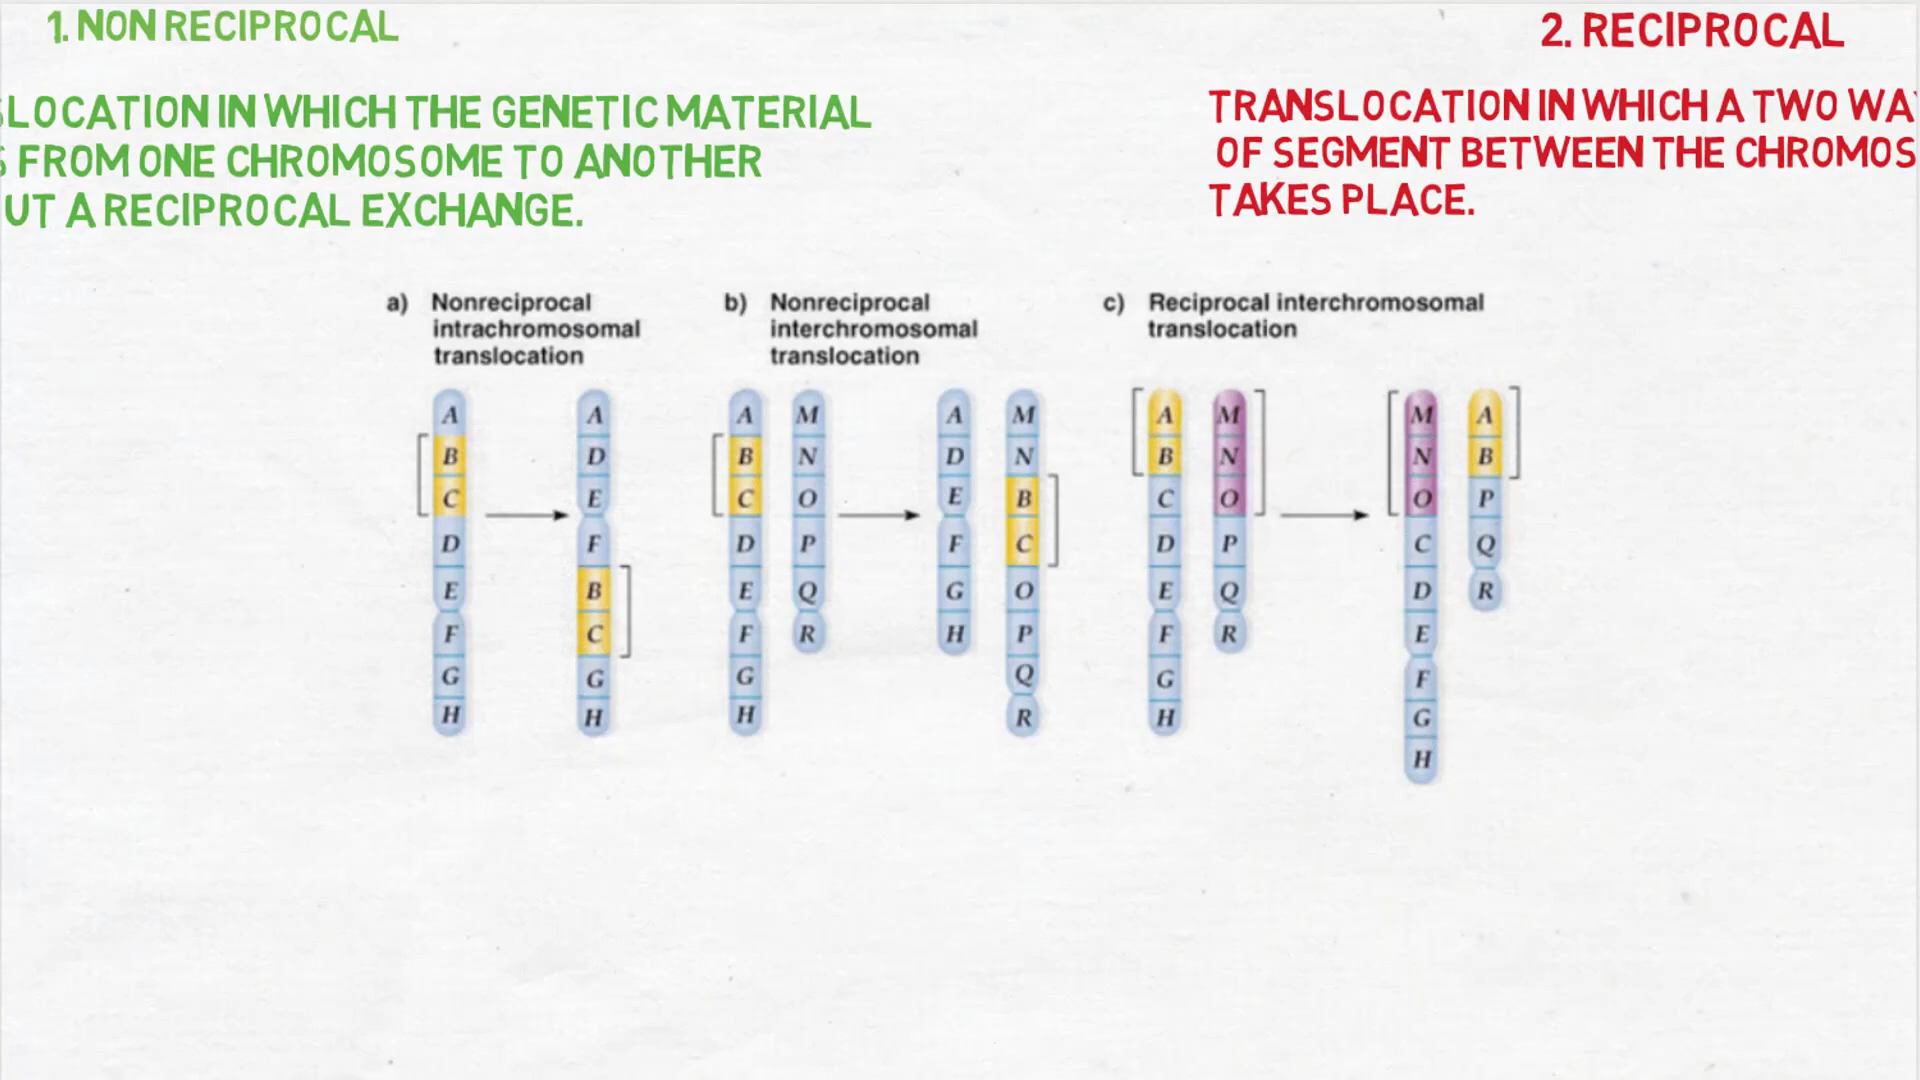 1. NON RECIPROCAL
2. RECIPROCAL
SLOCATION IN WHICH THE GENETIC MATERIAL
S FROM ONE CHROMOSOME TO ANOTHER
UT A RECIPROCAL EXCHANGE.
TRANSLOCATION IN WHICH A TWO WA
OF SEGMENT BETWEEN THE CHROMOS
TAKES PLACE.
a) Nonreciprocal
intrachromosomal
translocation
b) Nonreciprocal
interchromosomal
translocation
c) Reciprocal interchromosomal
translocation
A
B
C
D
E
F
G
H
A
D
E
F
B
C
G
H
A
B
C
D
E
F
G
H
M
N
O
P
Q
R
A
D
E
F
G
H
M
N
B
C
O
P
Q
R
A
B
C
D
E
F
G
H
M
N
O
P
Q
R
M
N
O
C
D
E
F
G
H
A
B
P
Q
R